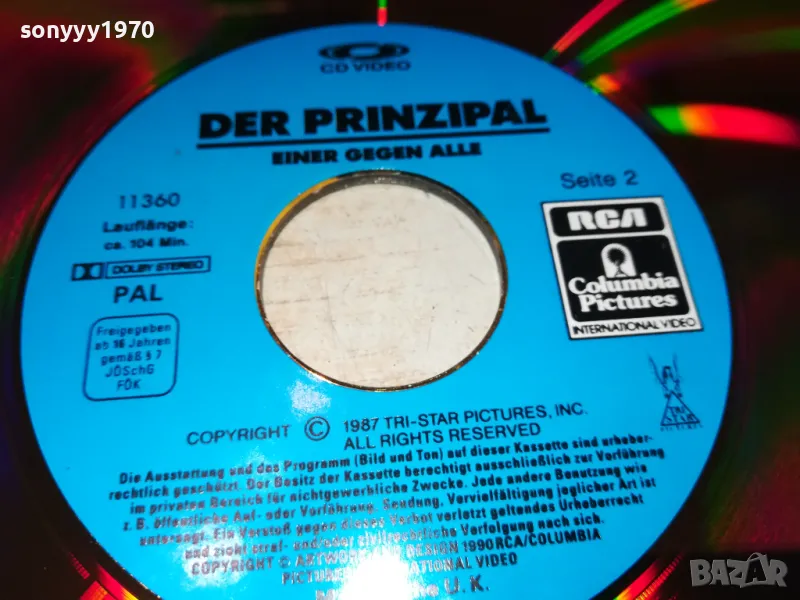 sonyyy1970
CD VIDEO
DER PRINZIPAL
EINER GEGEN ALLE
11360
Seite 2
Lauflänge:
ca. 104 Min.
DOLBY STEREO
PAL
Freigegeben
ab 16 Jahren
gemäß § 7
JÖSchG
FÖK
RCA
Columbia
Pictures
INTERNATIONAL VIDEO
COPYRIGHT © 1987 TRI-STAR PICTURES, INC.
ALL RIGHTS RESERVED
Die Ausstattung und das Programm (Bild und Ton) auf dieser Kassette sind urheber-
rechtlich geschützt. Der Besitz der Kassette berechtigt ausschließlich zur Vorführung
im privaten Bereich für nichtgewerbliche Zwecke. Jede andere Benutzung wie
z. B. öffentliche Auf- oder Vorführung, Sendung, Vervielfältigung jeglicher Art ist
untersagt. Ein Verstoß gegen dieses Verbot verletzt geltendes Urheberrecht
und zieht straf- und/oder zivilrechtliche Verfolgung nach sich.
COPYRIGHT © ARTWORK AND DESIGN 1990 RCA/COLUMBIA
PICTURES INTERNATIONAL VIDEO
U.K.
BAZAR